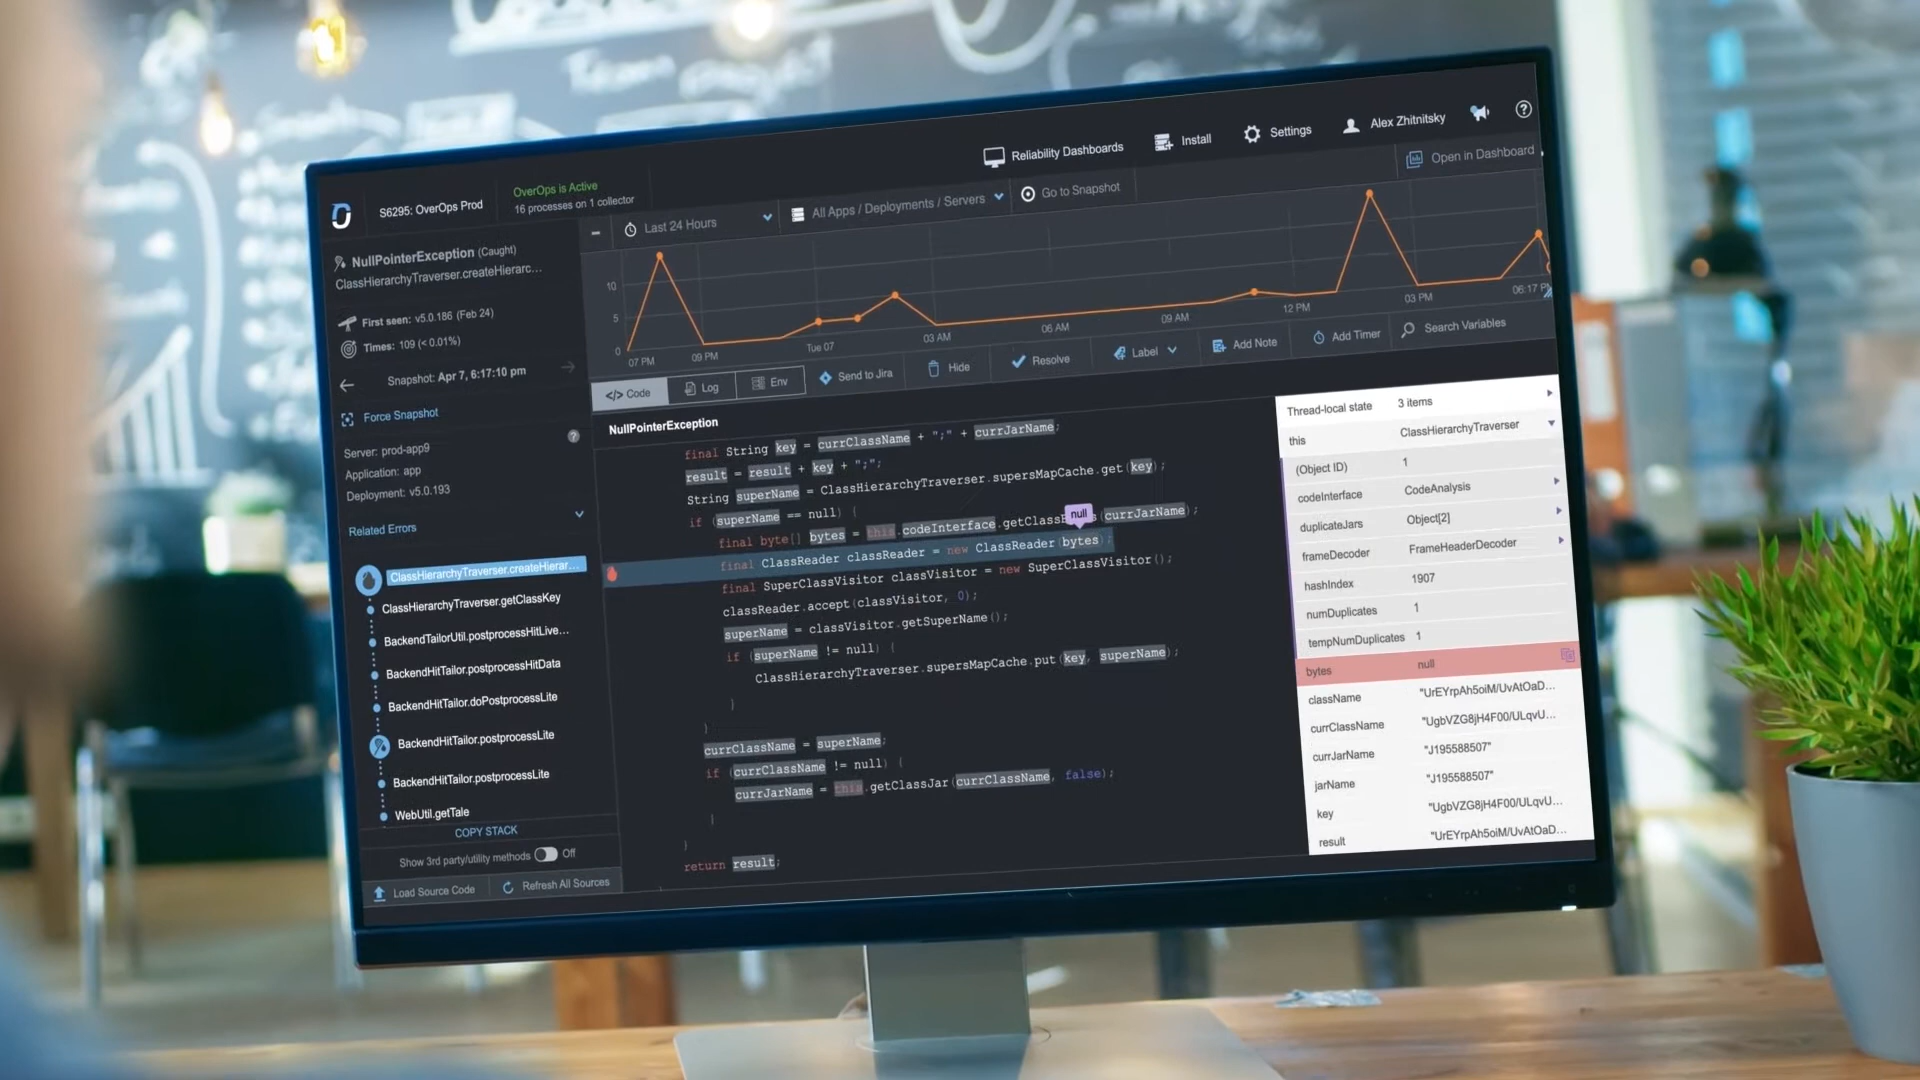 Team project
Reliability Dashboards
Install
Settings
Alex Zhitnitsky
S6295: OverOps Prod
OverOps is Active
16 processes on 1 collector
Last 24 Hours
All Apps / Deployments / Servers
Go to Snapshot
Open in Dashboard
NullPointerException (Caught)
ClassHierarchyTraverser.createHierarc...
First seen: v5.0.186 (Feb 24)
Times: 109 (< 0.01%)
Snapshot: Apr 7, 6:17:10 pm
Force Snapshot
Server: prod-app9
Application: app
Deployment: v5.0.193
Related Errors
ClassHierarchyTraverser.createHierar...
ClassHierarchyTraverser.getClassKey
BackendTailorUtil.postprocessHitLive...
BackendHitTailor.postprocessHitData
BackendHitTailor.doPostprocessLite
BackendHitTailor.postprocessLite
BackendHitTailor.postprocessLite
WebUtil.getTale
COPY STACK
Show 3rd party/utility methods Off
Load Source Code
Refresh All Sources
10
5
0
07 PM
09 PM
Tue 07
03 AM
06 AM
09 AM
12 PM
03 PM
06:17 PM
</> Code
Log
Env
Send to Jira
Hide
Resolve
Label
Add Note
Add Timer
Search Variables
NullPointerException
final String key = currClassName + ";" + currJarName;
result = result + key + ";";
String superName = ClassHierarchyTraverser.supersMapCache.get(key);
if (superName == null) {
null
final byte[] bytes = this.codeInterface.getClass(currJarName);
final ClassReader classReader = new ClassReader(bytes);
final SuperClassVisitor classVisitor = new SuperClassVisitor();
classReader.accept(classVisitor, 0);
superName = classVisitor.getSuperName();
if (superName != null) {
ClassHierarchyTraverser.supersMapCache.put(key, superName);
}
}
currClassName = superName;
if (currClassName != null) {
currJarName = this.getClassJar(currClassName, false);
}
}
return result;
Thread-local state 3 items
this ClassHierarchyTraverser
(Object ID) 1
codeInterface CodeAnalysis
duplicateJars Object[2]
frameDecoder FrameHeaderDecoder
hashIndex 1907
numDuplicates 1
tempNumDuplicates 1
bytes null
className "UrEYrpAh5oiM/UvAtOaD...
currClassName "UgbVZG8jH4F00/ULqvU...
currJarName "J195588507"
jarName "J195588507"
key "UgbVZG8jH4F00/ULqvU...
result "UrEYrpAh5oiM/UvAtOaD...